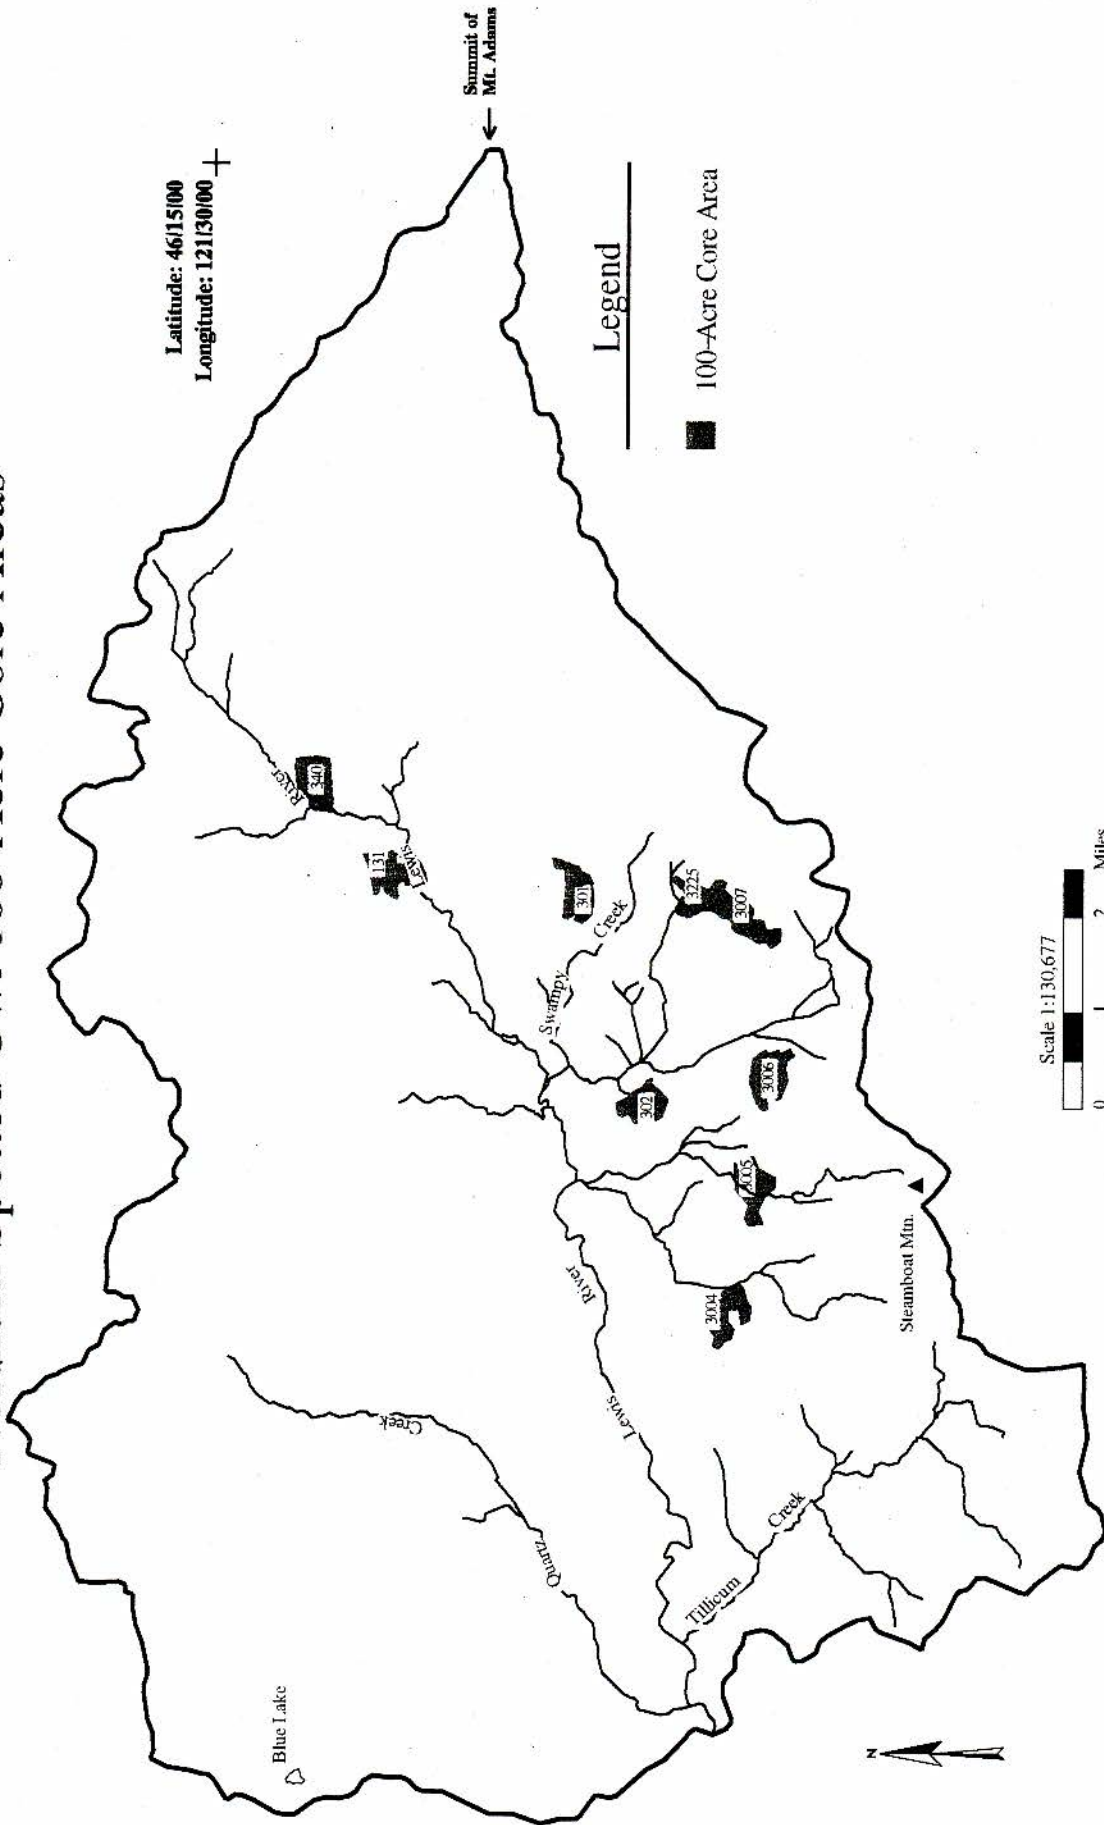 Summit of
Mt. Adams
Latitude: 46/15/00
Longitude: 121/30/00
Legend
100-Acre Core Area
River
340
131
Lewis
301
Creek
Swampy
3225
3007
302
3006
3005
3004
River
Lewis
Steamboat Mtn.
Creek
Quartz
Creek
Tillicum
Blue Lake
N
Scale 1:130,677
0 1 2 Miles